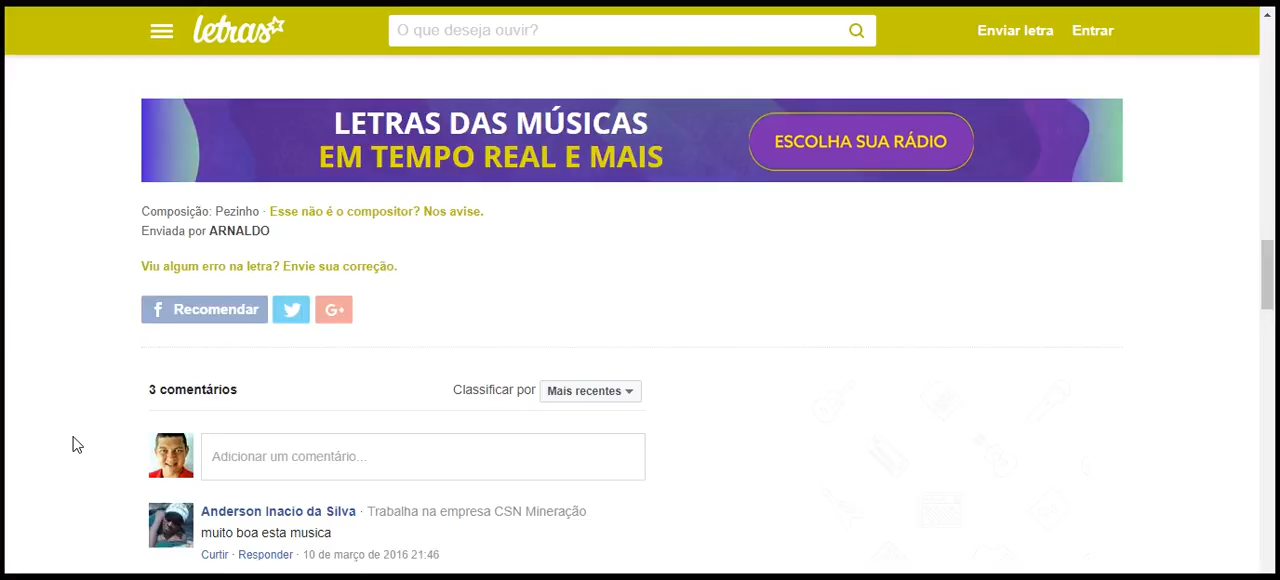 letras
O que deseja ouvir?
Enviar letra
Entrar
LETRAS DAS MÚSICAS
EM TEMPO REAL E MAIS
ESCOLHA SUA RÁDIO
Composição: Pezinho · Esse não é o compositor? Nos avise.
Enviada por ARNALDO
Viu algum erro na letra? Envie sua correção.
f Recomendar
G+
3 comentários
Classificar por Mais recentes
Adicionar um comentário...
Anderson Inacio da Silva · Trabalha na empresa CSN Mineração
muito boa esta musica
Curtir · Responder · 10 de março de 2016 21:46